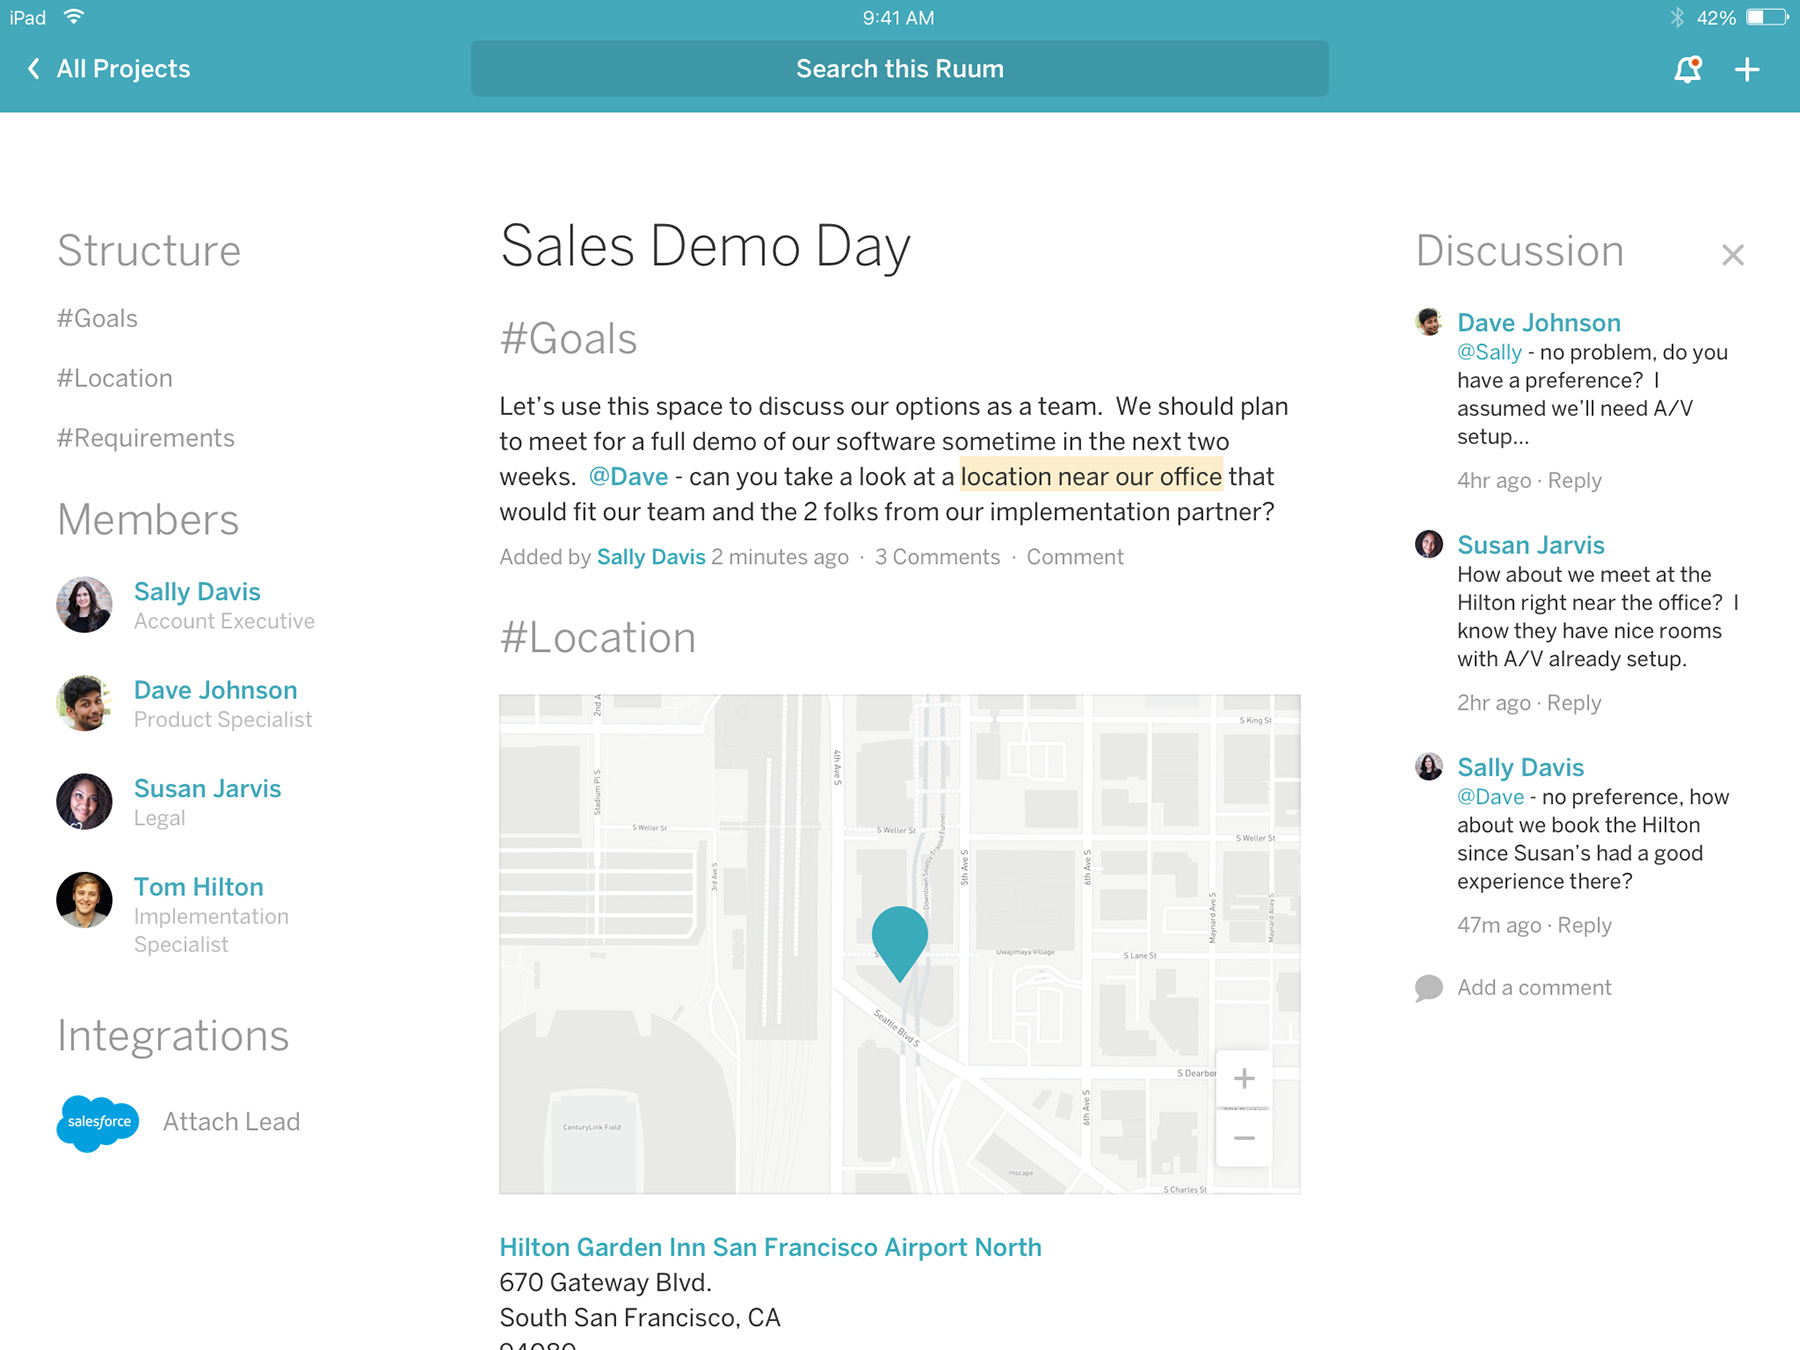 iPad
9:41 AM
42%
All Projects
Search this Ruum
Structure
#Goals
#Location
#Requirements
Members
Sally Davis
Account Executive
Dave Johnson
Product Specialist
Susan Jarvis
Legal
Tom Hilton
Implementation
Specialist
Integrations
salesforce
Attach Lead
Sales Demo Day
#Goals
Let’s use this space to discuss our options as a team.  We should plan
to meet for a full demo of our software sometime in the next two
weeks.  @Dave - can you take a look at a location near our office that
would fit our team and the 2 folks from our implementation partner?
Added by Sally Davis 2 minutes ago · 3 Comments · Comment
#Location
2nd A
S King St
4th Ave S
Stadium Pl S
S Weller St
S Weller St
S Weller St
Downtown Seattle Transit Tunnel
3rd Ave S
5th Ave S
6th Ave S
Maynard Ave S
Maynard Alley S
Uwajimaya Village
S Lane St
Seattle Blvd S
S Dearbor
6th Ave S
CenturyLink Field
Inscape
S Charles St
Hilton Garden Inn San Francisco Airport North
670 Gateway Blvd.
South San Francisco, CA
94080
Discussion
Dave Johnson
@Sally - no problem, do you
have a preference?  I
assumed we’ll need A/V
setup...
4hr ago · Reply
Susan Jarvis
How about we meet at the
Hilton right near the office?  I
know they have nice rooms
with A/V already setup.
2hr ago · Reply
Sally Davis
@Dave - no preference, how
about we book the Hilton
since Susan’s had a good
experience there?
47m ago · Reply
Add a comment